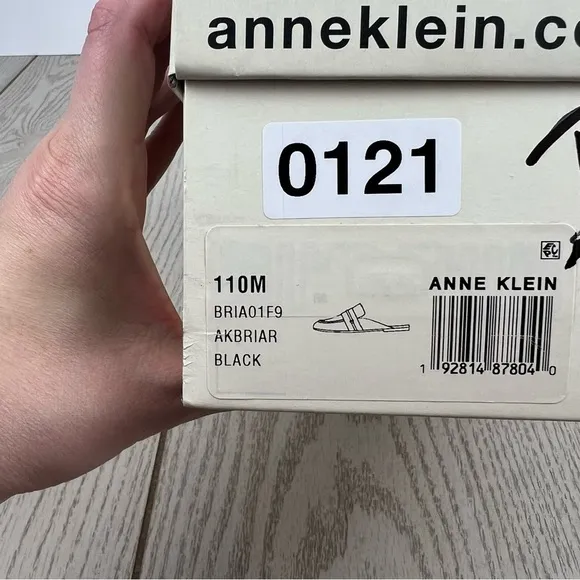 anneklein.c
0121
110M
BRIA01F9
AKBRIAR
BLACK
ANNE KLEIN
1 92814 87804 0